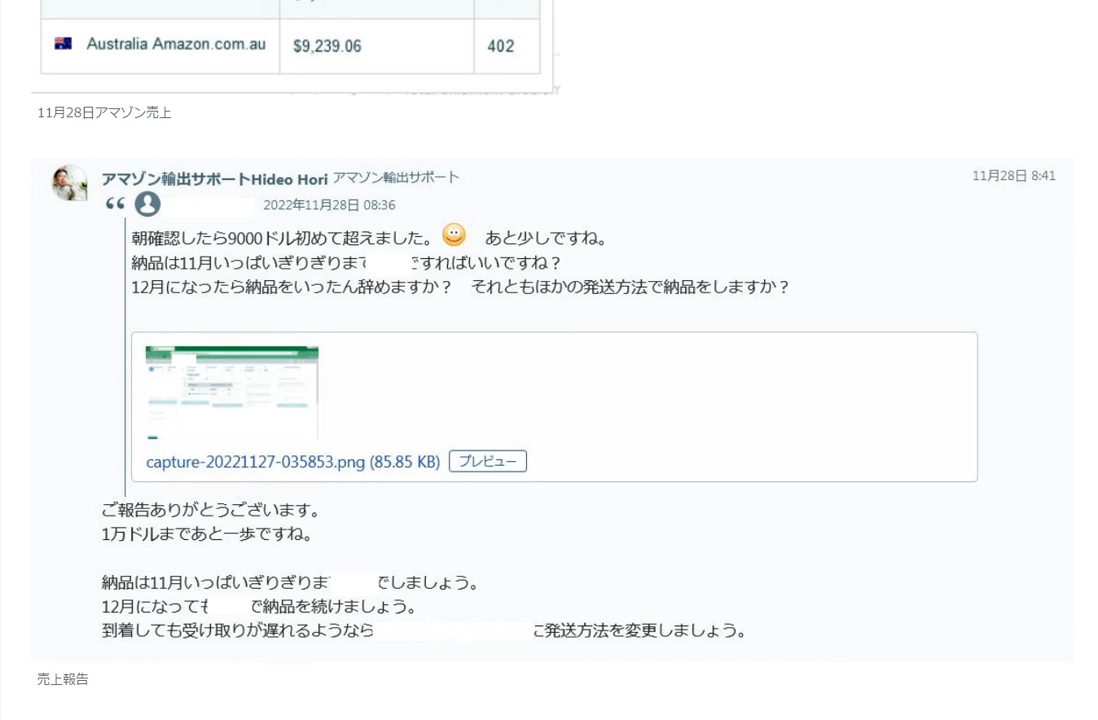 Australia Amazon.com.au $9,239.06 402
11月28日アマゾン売上
アマゾン輸出サポートHideo Hori アマゾン輸出サポート 11月28日 8:41
2022年11月28日 08:36
朝確認したら9000ドル初めて超えました。 あと少しですね。
納品は11月いっぱいぎりぎりまで ですればいいですね？
12月になったら納品をいったん辞めますか？ それともほかの発送方法で納品をしますか？
capture-20221127-035853.png (85.85 KB) プレビュー
ご報告ありがとうございます。
1万ドルまであと一歩ですね。
納品は11月いっぱいぎりぎりま でしましょう。
12月になっても で納品を続けましょう。
到着しても受け取りが遅れるようなら に発送方法を変更しましょう。
売上報告